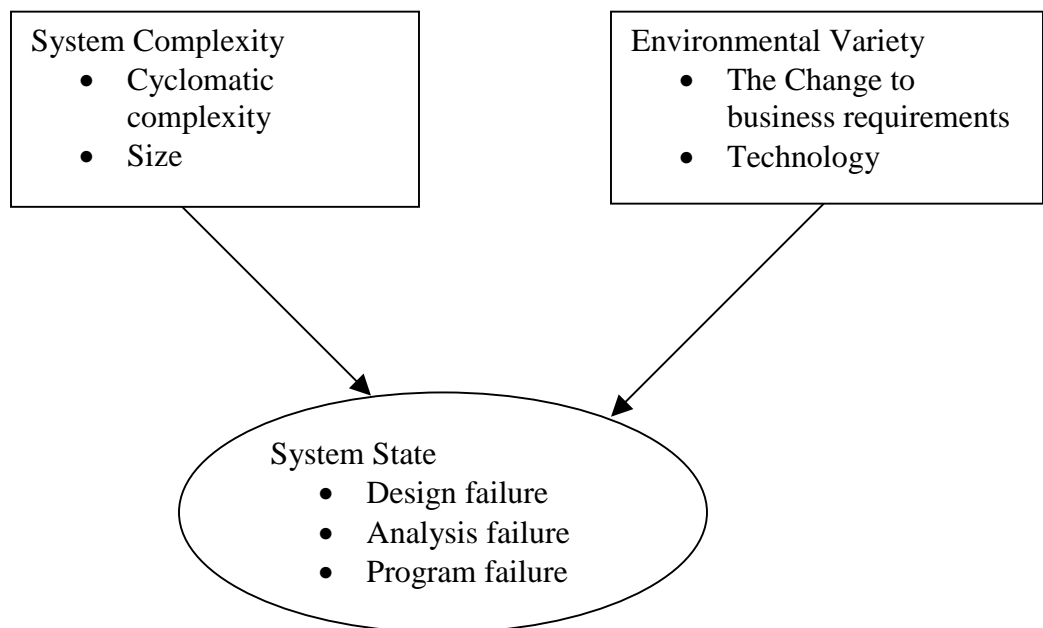 System Complexity
• Cyclomatic
complexity
• Size
Environmental Variety
• The Change to
business requirements
• Technology
System State
• Design failure
• Analysis failure
• Program failure